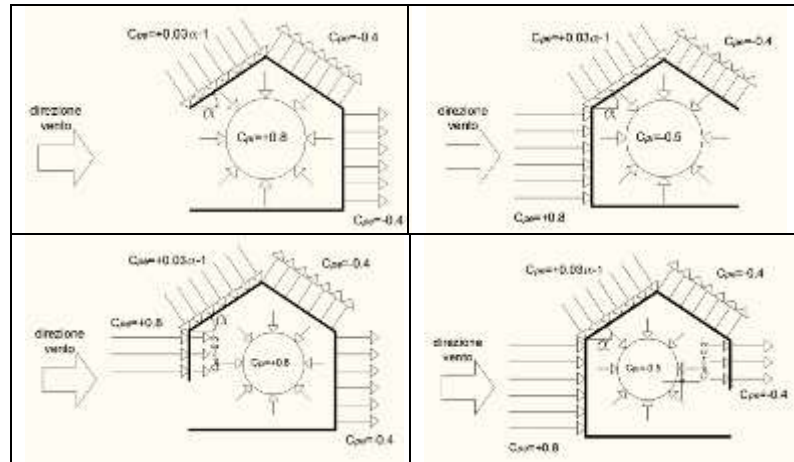 Cpe=+0.03α-1
Cpe=-0.4
direzione
vento
α
Cpi=+0.8
Cpe=-0.4
Cpe=+0.03α-1
Cpe=-0.4
direzione
vento
α
Cpi=-0.5
Cpe=+0.8
Cpe=+0.03α-1
Cpe=-0.4
Cpe=+0.8
direzione
vento
α
Cpe=-0.4
Cpe=+0.03α-1
Cpe=-0.4
direzione
vento
α
Cpi=-0.5
Cpe=-0.4
Cpe=+0.8